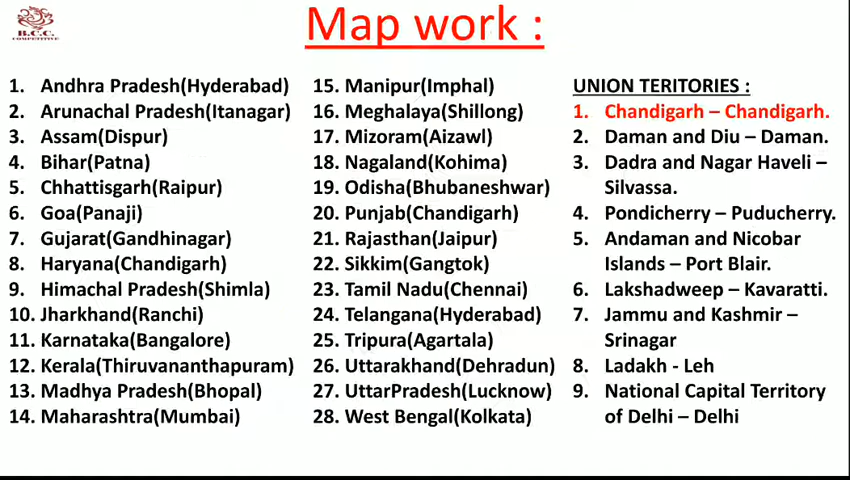 B.C.C.
COMPETITIVE
Map work :
1. Andhra Pradesh(Hyderabad)
2. Arunachal Pradesh(Itanagar)
3. Assam(Dispur)
4. Bihar(Patna)
5. Chhattisgarh(Raipur)
6. Goa(Panaji)
7. Gujarat(Gandhinagar)
8. Haryana(Chandigarh)
9. Himachal Pradesh(Shimla)
10. Jharkhand(Ranchi)
11. Karnataka(Bangalore)
12. Kerala(Thiruvananthapuram)
13. Madhya Pradesh(Bhopal)
14. Maharashtra(Mumbai)
15. Manipur(Imphal)
16. Meghalaya(Shillong)
17. Mizoram(Aizawl)
18. Nagaland(Kohima)
19. Odisha(Bhubaneshwar)
20. Punjab(Chandigarh)
21. Rajasthan(Jaipur)
22. Sikkim(Gangtok)
23. Tamil Nadu(Chennai)
24. Telangana(Hyderabad)
25. Tripura(Agartala)
26. Uttarakhand(Dehradun)
27. UttarPradesh(Lucknow)
28. West Bengal(Kolkata)
UNION TERITORIES :
1. Chandigarh – Chandigarh.
2. Daman and Diu – Daman.
3. Dadra and Nagar Haveli –
Silvassa.
4. Pondicherry – Puducherry.
5. Andaman and Nicobar
Islands – Port Blair.
6. Lakshadweep – Kavaratti.
7. Jammu and Kashmir –
Srinagar
8. Ladakh - Leh
9. National Capital Territory
of Delhi – Delhi